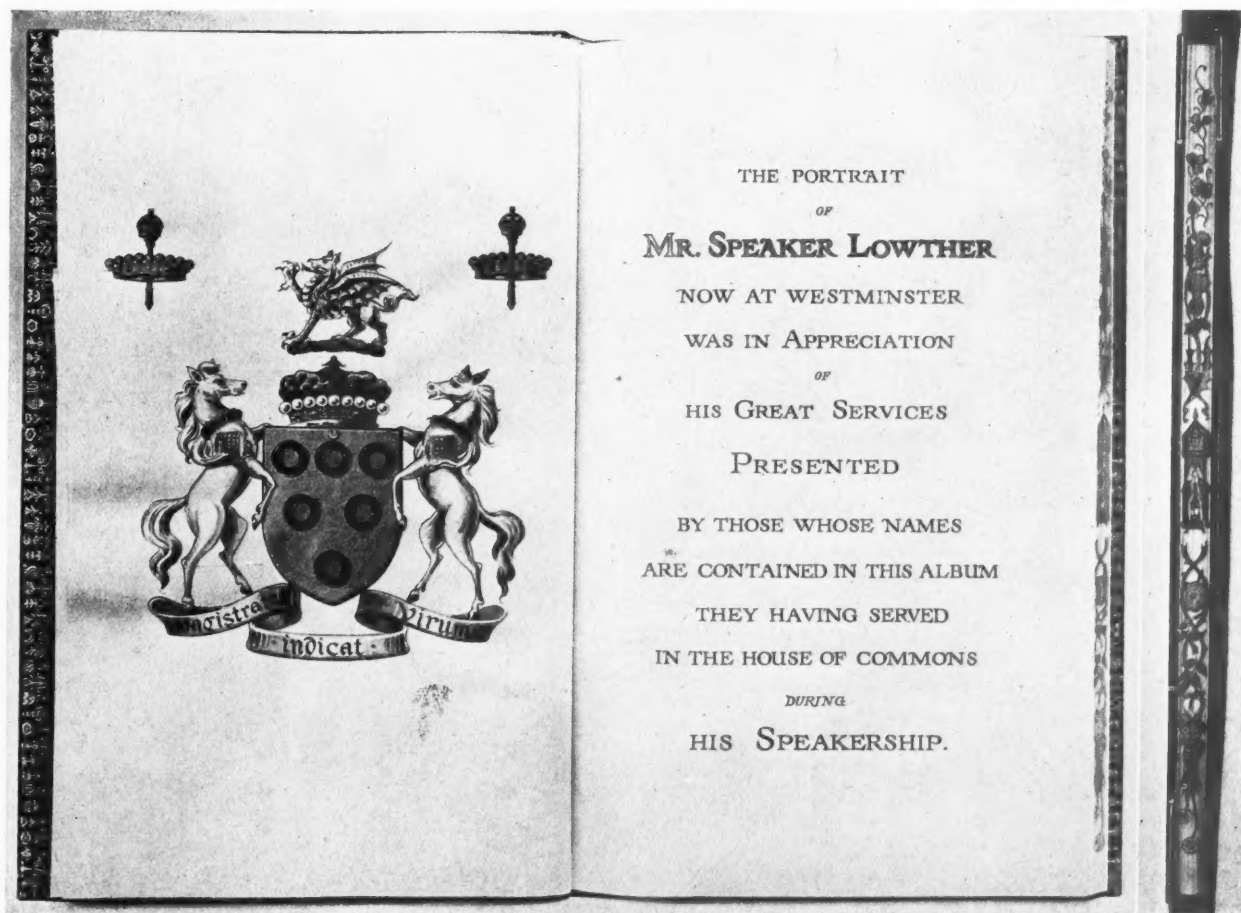 Magistratus
indicat
Virum
THE PORTRAIT
OF
MR. SPEAKER LOWTHER
NOW AT WESTMINSTER
WAS IN APPRECIATION
OF
HIS GREAT SERVICES
PRESENTED
BY THOSE WHOSE NAMES
ARE CONTAINED IN THIS ALBUM
THEY HAVING SERVED
IN THE HOUSE OF COMMONS
DURING
HIS SPEAKERSHIP.